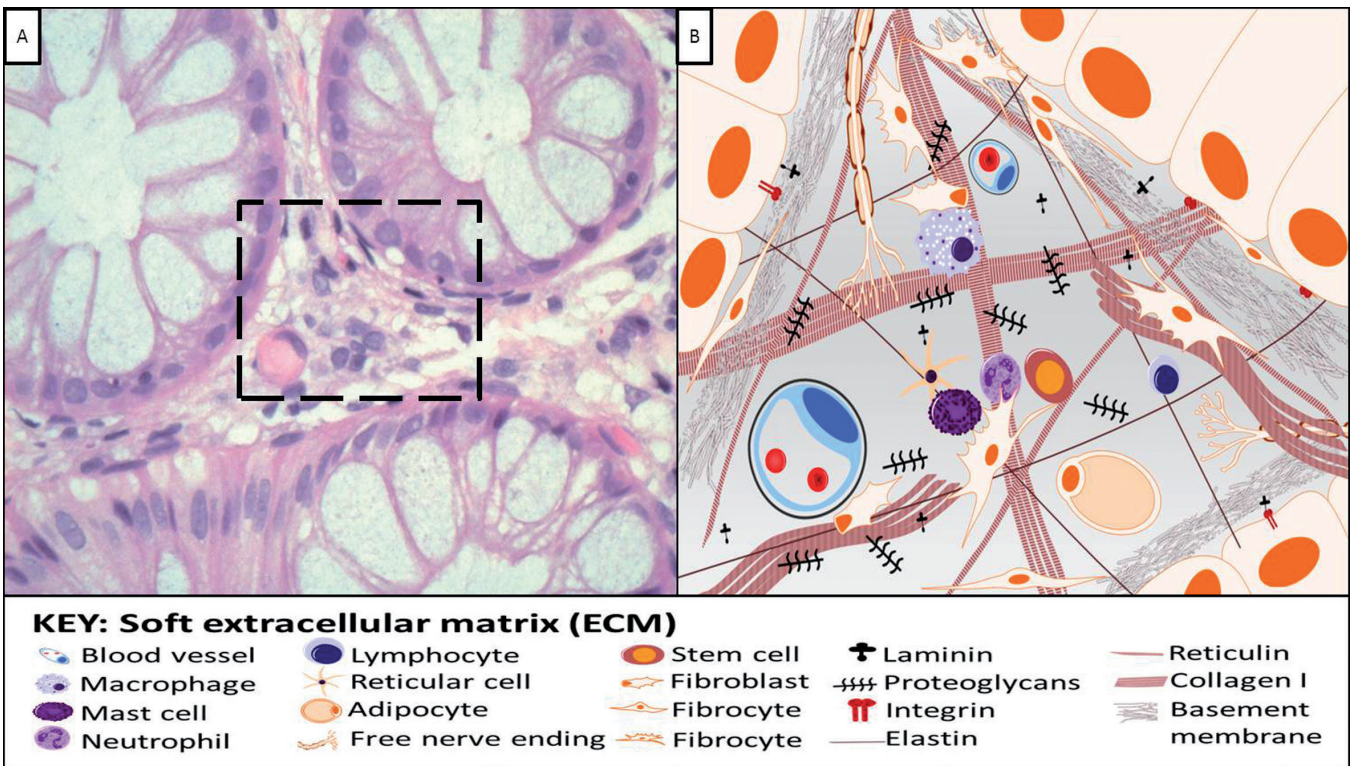 A
B
KEY: Soft extracellular matrix (ECM)
Blood vessel
Macrophage
Mast cell
Neutrophil
Lymphocyte
Reticular cell
Adipocyte
Free nerve ending
Stem cell
Fibroblast
Fibrocyte
Fibrocyte
Laminin
Proteoglycans
Integrin
Elastin
Reticulin
Collagen I
Basement
membrane